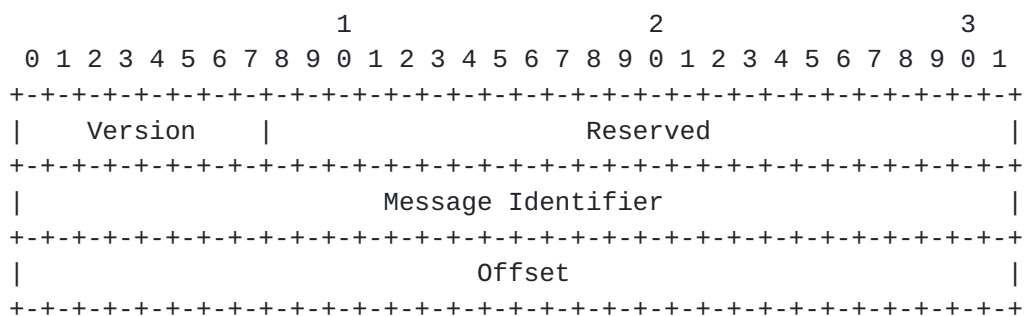 1                   2                   3
 0 1 2 3 4 5 6 7 8 9 0 1 2 3 4 5 6 7 8 9 0 1 2 3 4 5 6 7 8 9 0 1
+-+-+-+-+-+-+-+-+-+-+-+-+-+-+-+-+-+-+-+-+-+-+-+-+-+-+-+-+-+-+-+-+
|    Version    |                    Reserved                   |
+-+-+-+-+-+-+-+-+-+-+-+-+-+-+-+-+-+-+-+-+-+-+-+-+-+-+-+-+-+-+-+-+
|                       Message Identifier                      |
+-+-+-+-+-+-+-+-+-+-+-+-+-+-+-+-+-+-+-+-+-+-+-+-+-+-+-+-+-+-+-+-+
|                             Offset                            |
+-+-+-+-+-+-+-+-+-+-+-+-+-+-+-+-+-+-+-+-+-+-+-+-+-+-+-+-+-+-+-+-+